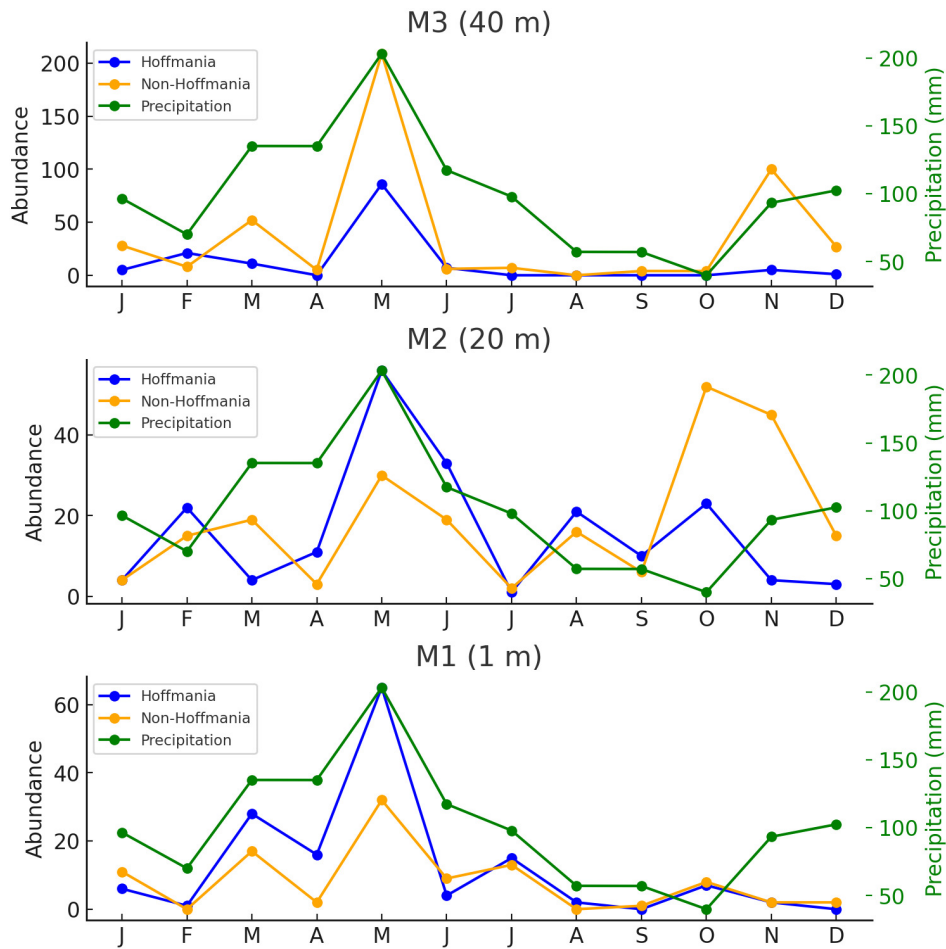 M3 (40 m)
Hoffmania
Non-Hoffmania
Precipitation
200
150
100
50
0
Abundance
200
150
100
50
Precipitation (mm)
J F M A M J J A S O N D
M2 (20 m)
Hoffmania
Non-Hoffmania
Precipitation
40
20
0
Abundance
200
150
100
50
Precipitation (mm)
J F M A M J J A S O N D
M1 (1 m)
Hoffmania
Non-Hoffmania
Precipitation
60
40
20
0
Abundance
200
150
100
50
Precipitation (mm)
J F M A M J J A S O N D